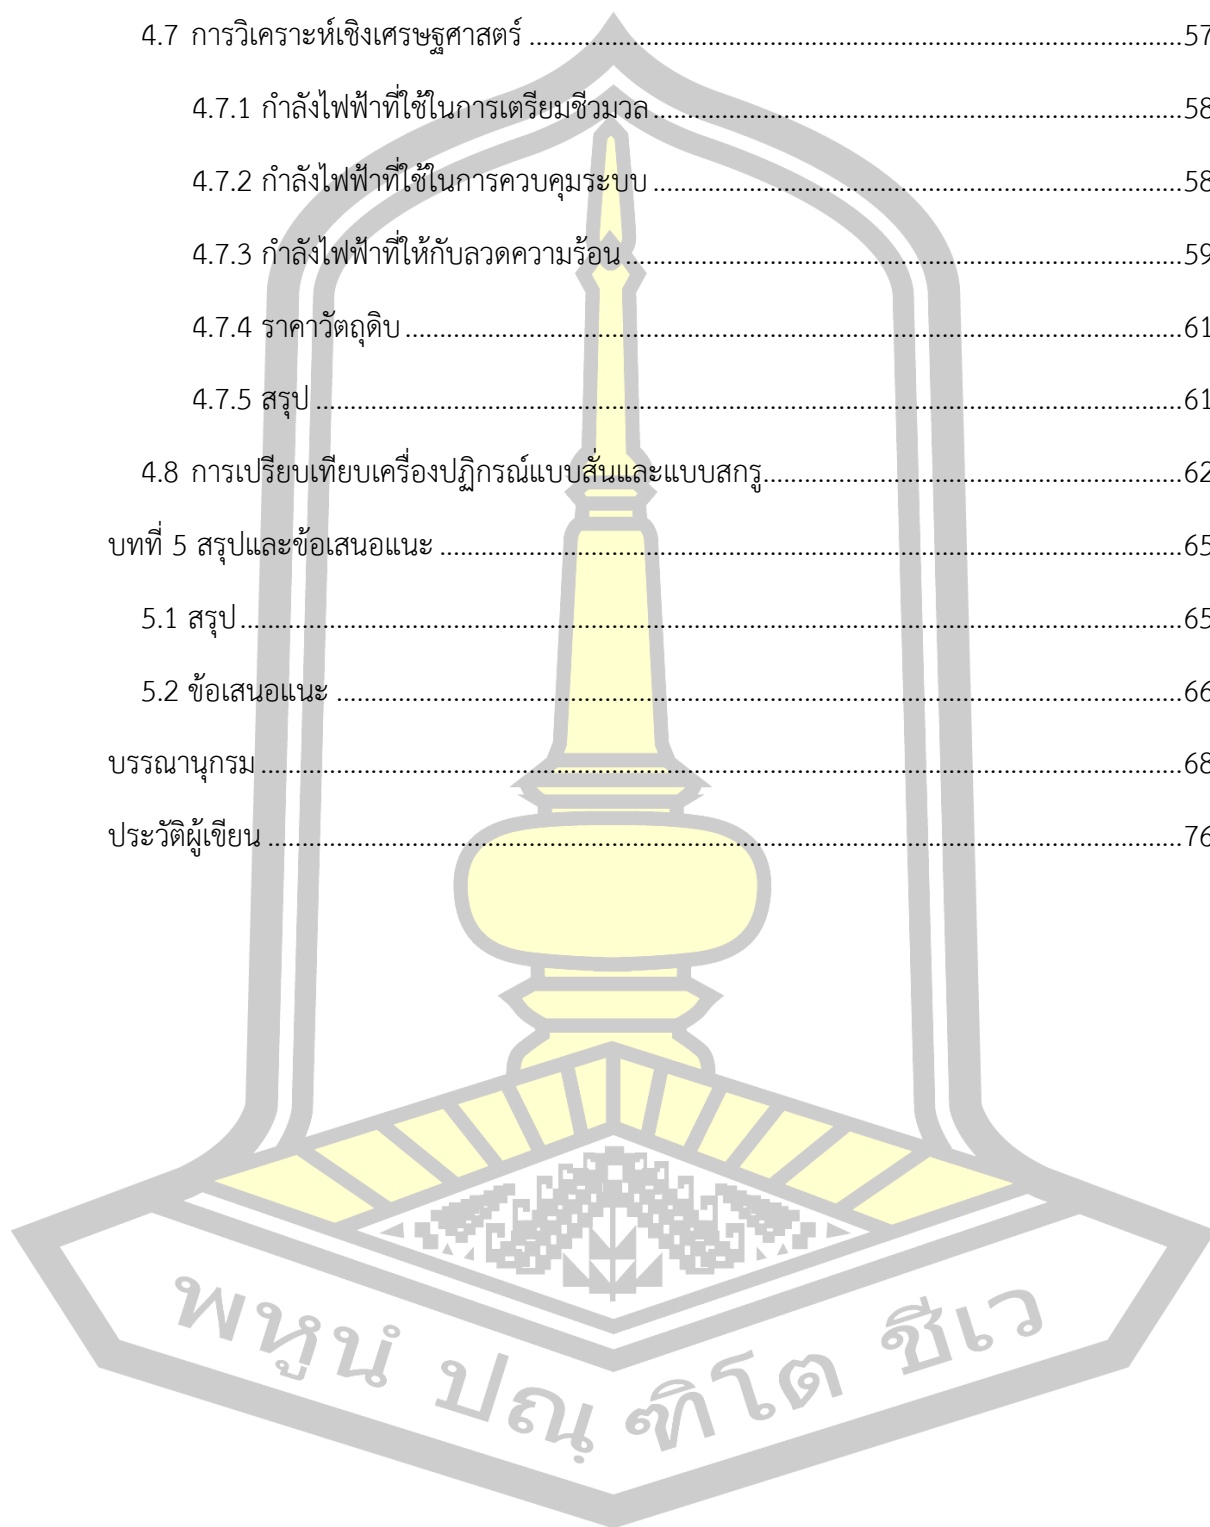 4.7 การวิเคราะห์เชิงเศรษฐศาสตร์ ........................................................................57
4.7.1 กำลังไฟฟ้าที่ใช้ในการเตรียมชีวมวล ........................................................................58
4.7.2 กำลังไฟฟ้าที่ใช้ในการควบคุมระบบ ........................................................................58
4.7.3 กำลังไฟฟ้าที่ให้กับลวดความร้อน ........................................................................59
4.7.4 ราคาวัตถุดิบ ........................................................................61
4.7.5 สรุป ........................................................................61
4.8 การเปรียบเทียบเครื่องปฏิกรณ์แบบสั่นและแบบสกรู........................................................................62
บทที่ 5 สรุปและข้อเสนอแนะ ........................................................................65
5.1 สรุป ........................................................................65
5.2 ข้อเสนอแนะ ........................................................................66
บรรณานุกรม ........................................................................68
ประวัติผู้เขียน ........................................................................76
พหูนํ ปณฺฑิโต ชีเว